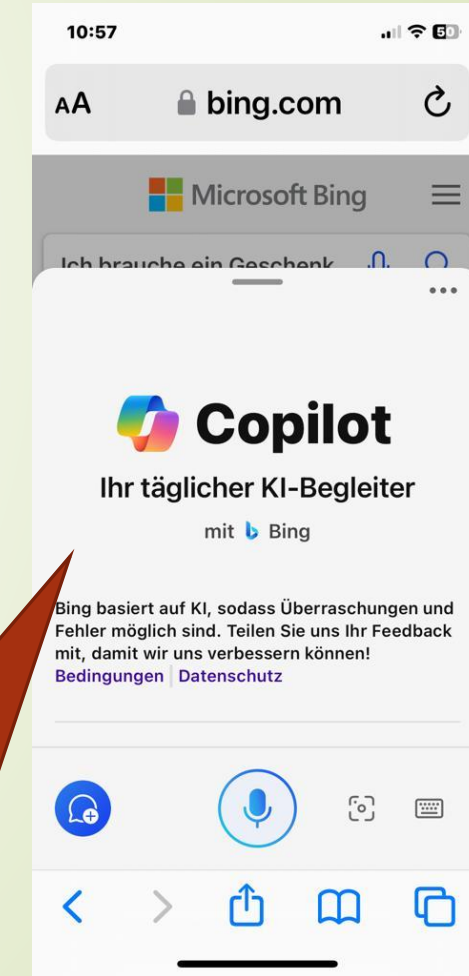 10:57
50
AA bing.com
Microsoft Bing
Ich brauche ein Geschenk
Copilot
Ihr täglicher KI-Begleiter
mit Bing
Bing basiert auf KI, sodass Überraschungen und
Fehler möglich sind. Teilen Sie uns Ihr Feedback
mit, damit wir uns verbessern können!
Bedingungen | Datenschutz